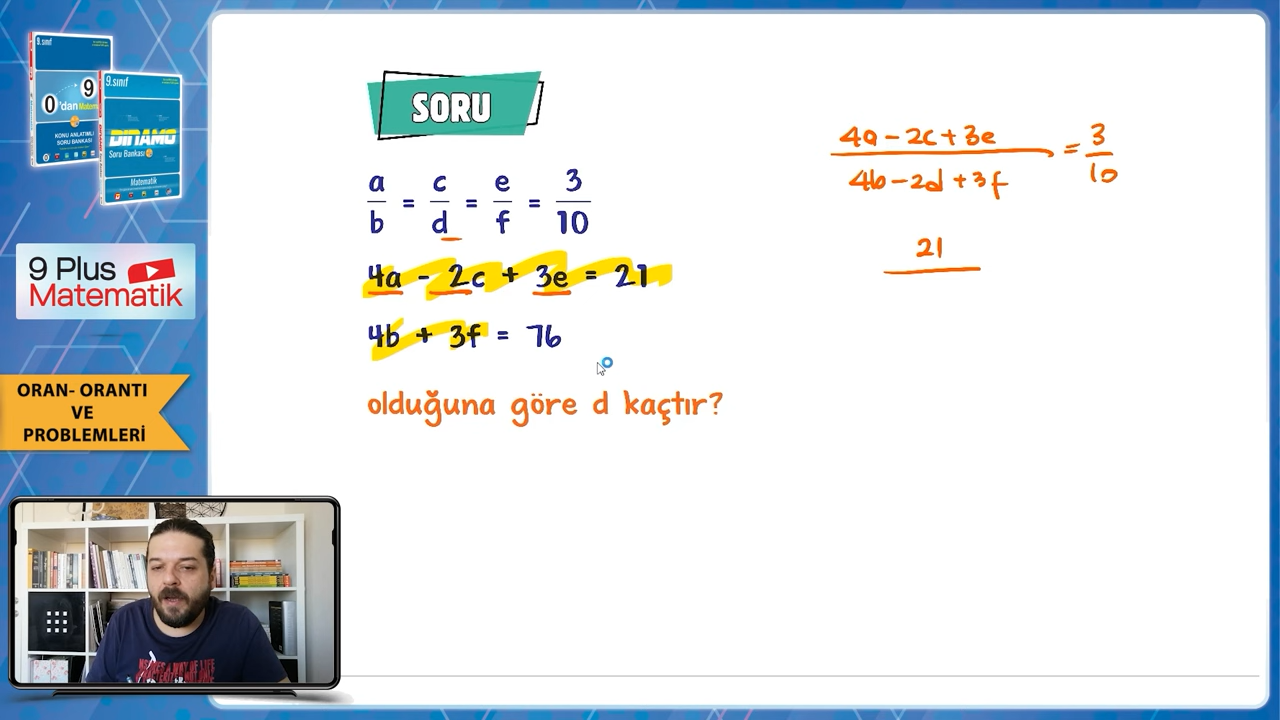 9.sınıf
0'dan 9
KONU ANLATIMLI
SORU BANKASI
9.sınıf
DİNAMO
Soru Bankası
Matematik
9 Plus
Matematik
ORAN- ORANTI
VE
PROBLEMLERİ
SORU
a/b = c/d = e/f = 3/10
4a - 2c + 3e = 21
4b + 3f = 76
olduğuna göre d kaçtır?
4a - 2c + 3e
= 3/10
4b - 2d + 3f
21